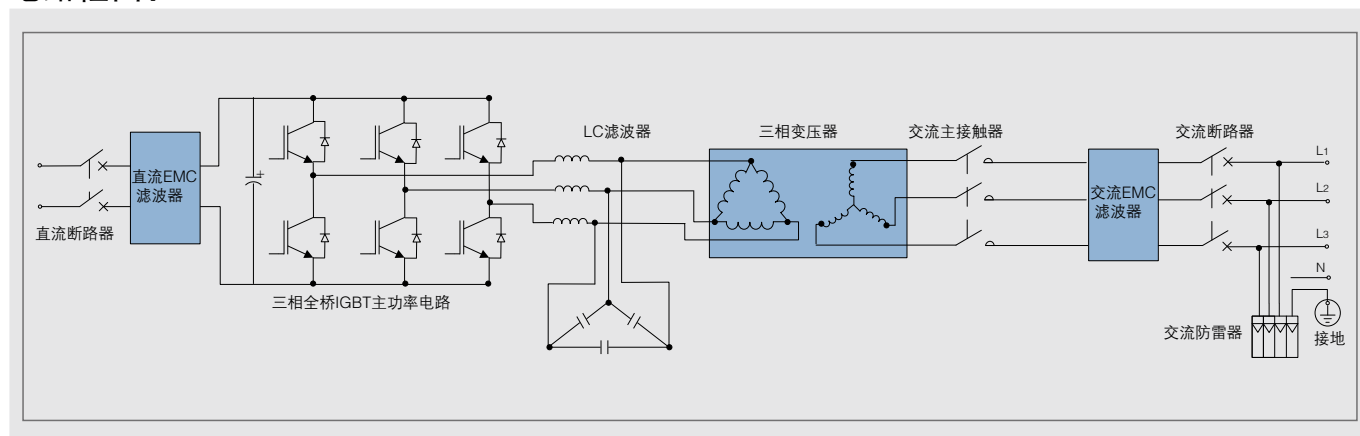 直流断路器
直流EMC
滤波器
三相全桥IGBT主功率电路
LC滤波器
三相变压器
交流主接触器
交流EMC
滤波器
交流断路器
L1
L2
L3
N
交流防雷器
接地